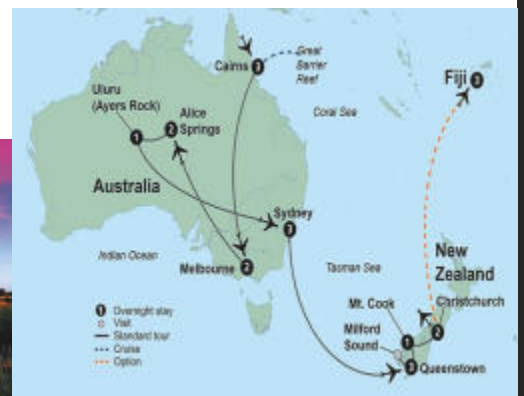 Cairns 3
Great
Barrier
Reef
Fiji 3
Uluru
(Ayers Rock)
Alice
Springs
2
1
Coral Sea
Australia
Sydney
3
Indian Ocean
Melbourne 2
Tasman Sea
New
Zealand
Mt. Cook
Christchurch
Milford
Sound
1
2
3 Queenstown
1 Overnight stay
Visit
Standard tour
Cruise
Option